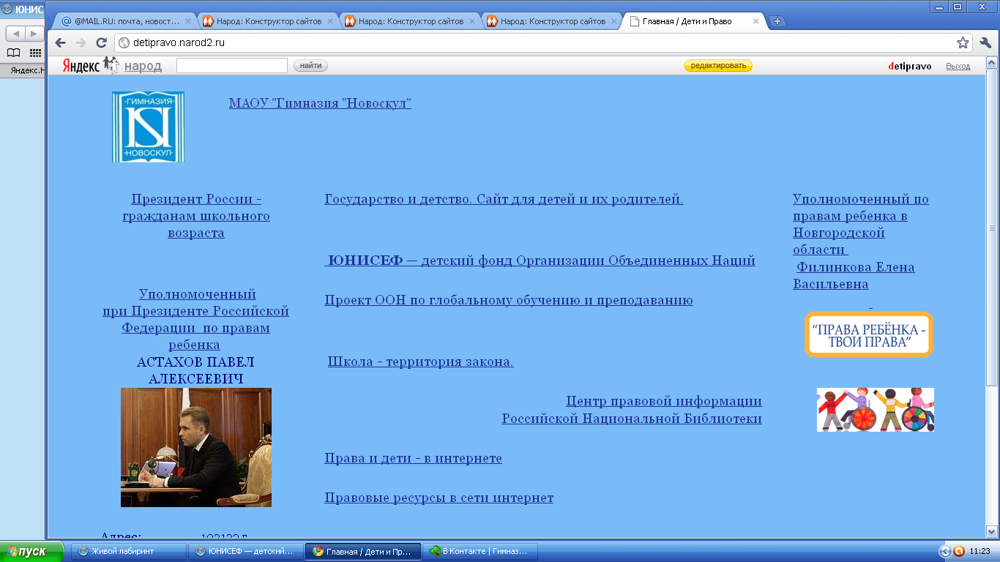 ЮНИС
@MAIL.RU: почта, новост...
Народ: Конструктор сайтов
Народ: Конструктор сайтов
Народ: Конструктор сайтов
Главная / Дети и Право
detipravo.narod2.ru
Яндекс.Н
Яндекс народ
найти
редактировать
detipravo
Выход
ГИМНАЗИЯ
НОВОСКУЛ
МАОУ "Гимназия "Новоскул"
Президент России -
гражданам школьного
возраста
Уполномоченный
при Президенте Российской
Федерации по правам
ребенка
АСТАХОВ ПАВЕЛ
АЛЕКСЕЕВИЧ
Государство и детство. Сайт для детей и их родителей.
ЮНИСЕФ — детский фонд Организации Объединенных Наций
Проект ООН по глобальному обучению и преподаванию
Школа - территория закона.
Центр правовой информации
Российской Национальной Библиотеки
Права и дети - в интернете
Правовые ресурсы в сети интернет
Уполномоченный по
правам ребенка в
Новгородской
области
Филинкова Елена
Васильевна
"ПРАВА РЕБЁНКА -
ТВОИ ПРАВА"
Адрес:
пуск
Живой лабиринт
ЮНИСЕФ — детский...
Главная / Дети и Пр...
В Контакте | Гимназ...
11:23